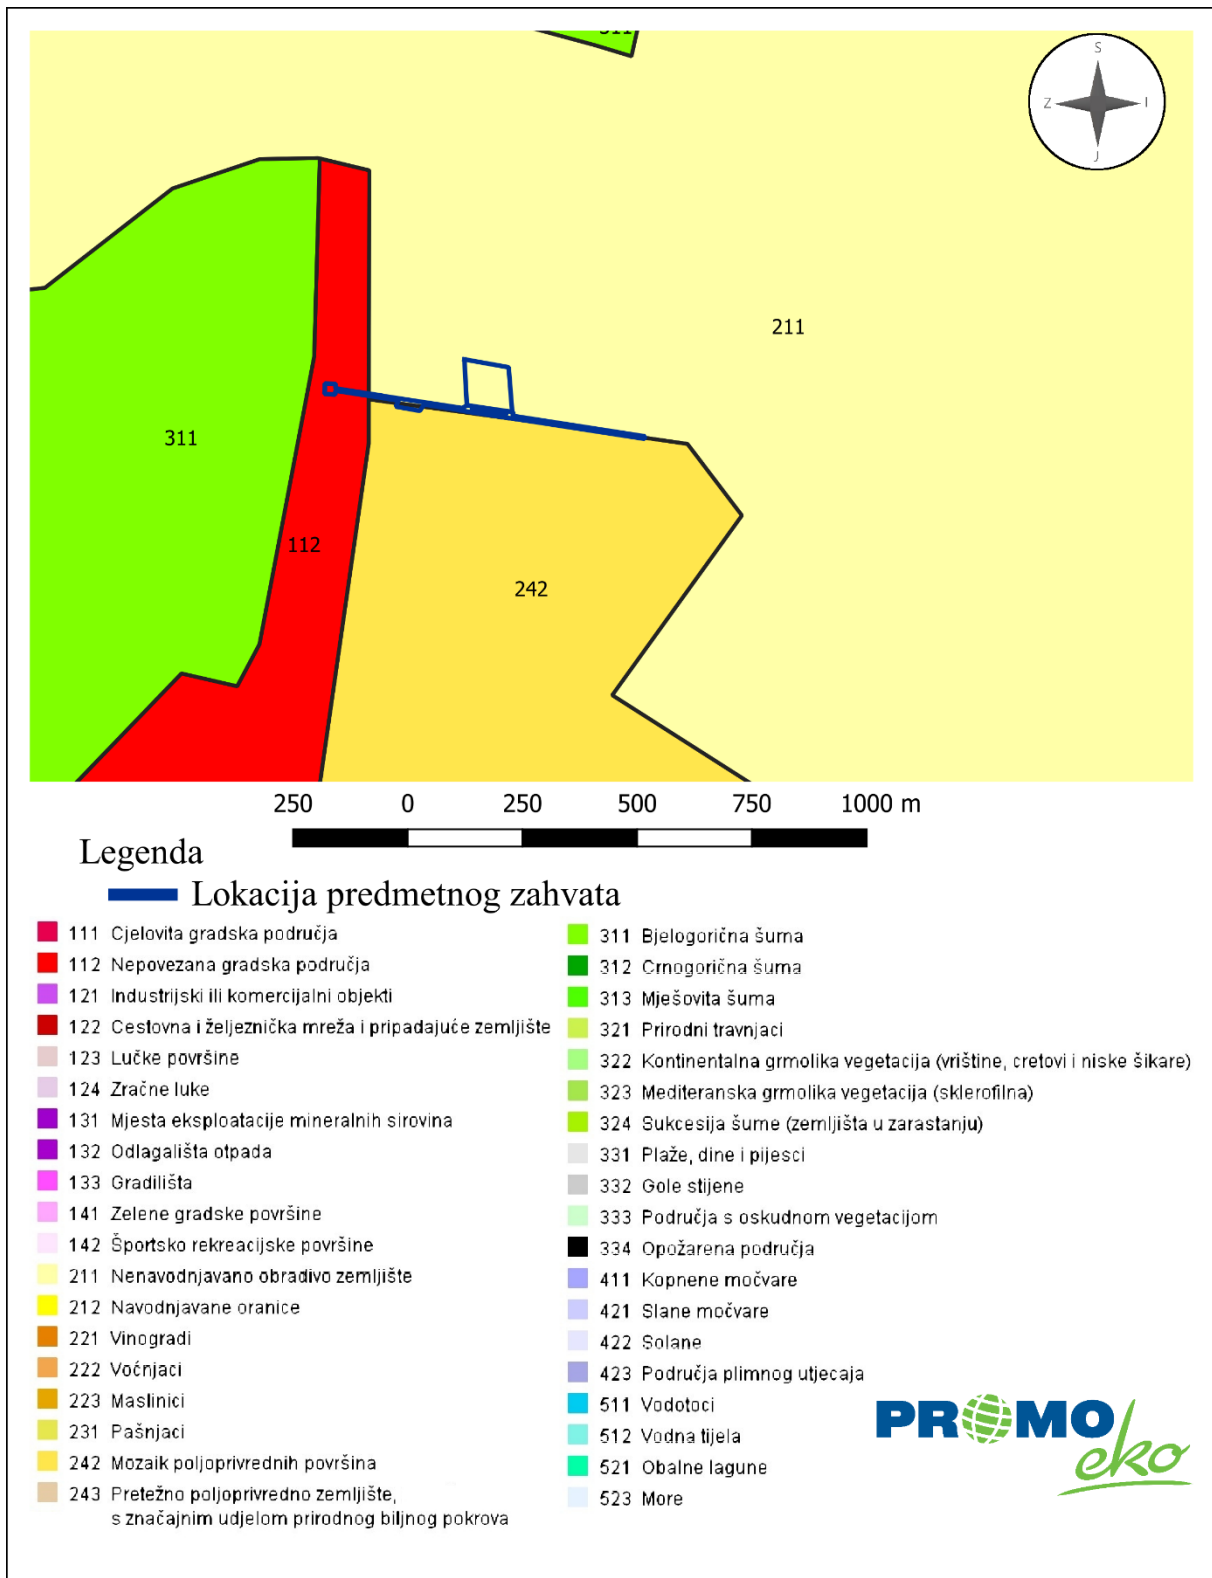 311
S
Z
I
J
211
311
112
242
250 0 250 500 750 1000 m
Legenda
Lokacija predmetnog zahvata
111 Cjelovita gradska područja
112 Nepovezana gradska područja
121 Industrijski ili komercijalni objekti
122 Cestovna i željeznička mreža i pripadajuće zemljište
123 Lučke površine
124 Zračne luke
131 Mjesta eksploatacije mineralnih sirovina
132 Odlagališta otpada
133 Gradilišta
141 Zelene gradske površine
142 Športsko rekreacijske površine
211 Nenavodnjavano obradivo zemljište
212 Navodnjavane oranice
221 Vinogradi
222 Voćnjaci
223 Maslinici
231 Pašnjaci
242 Mozaik poljoprivrednih površina
243 Pretežno poljoprivredno zemljište,
s značajnim udjelom prirodnog biljnog pokrova
311 Bjelogorična šuma
312 Crnogorična šuma
313 Mješovita šuma
321 Prirodni travnjaci
322 Kontinentalna grmolika vegetacija (vrištine, cretovi i niske šikare)
323 Mediteranska grmolika vegetacija (sklerofilna)
324 Sukcesija šume (zemljišta u zarastanju)
331 Plaže, dine i pijesci
332 Gole stijene
333 Područja s oskudnom vegetacijom
334 Opožarena područja
411 Kopnene močvare
421 Slane močvare
422 Solane
423 Područja plimnog utjecaja
511 Vodotoci
512 Vodna tijela
521 Obalne lagune
523 More
PROMO
eko